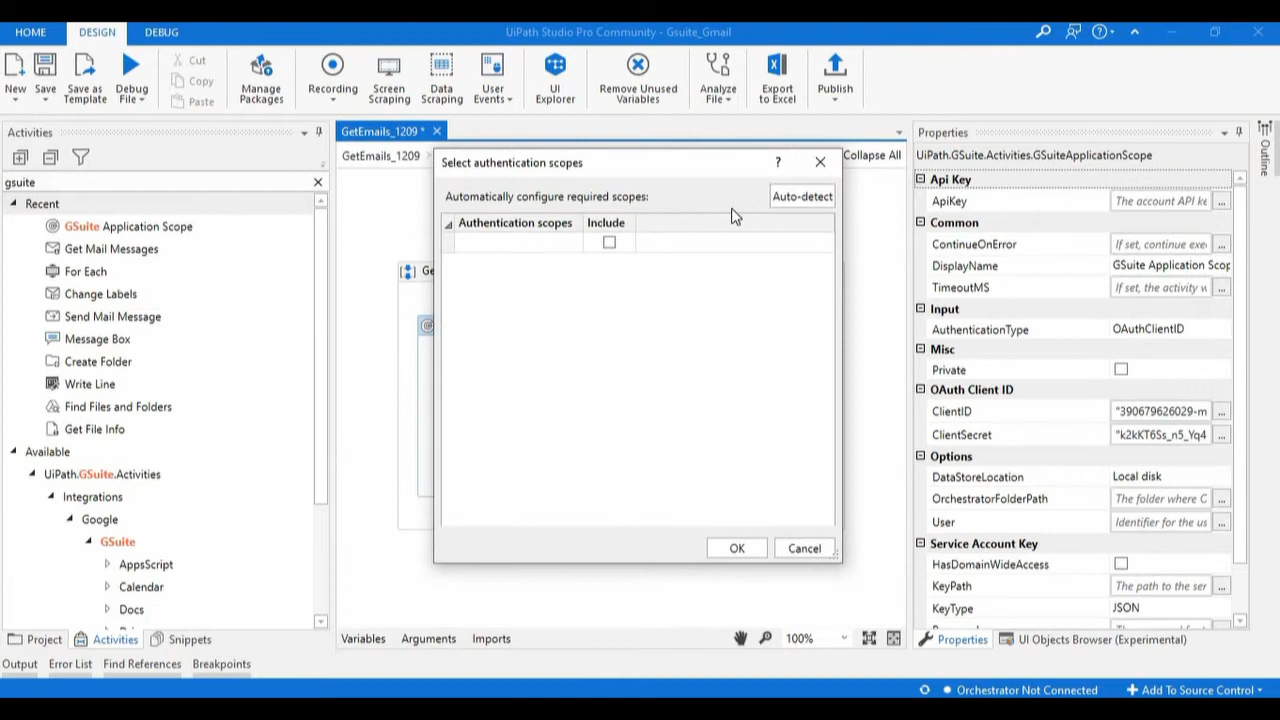 HOME
DESIGN
DEBUG
UiPath Studio Pro Community - Gsuite_Gmail
New
Save
Save as Template
Debug File
Cut
Copy
Paste
Manage Packages
Recording
Screen Scraping
Data Scraping
User Events
UI Explorer
Remove Unused Variables
Analyze File
Export to Excel
Publish
Activities
gsuite
Recent
GSuite Application Scope
Get Mail Messages
For Each
Change Labels
Send Mail Message
Message Box
Create Folder
Write Line
Find Files and Folders
Get File Info
Available
UiPath.GSuite.Activities
Integrations
Google
GSuite
AppsScript
Calendar
Docs
Project
Activities
Snippets
GetEmails_1209 *
GetEmails_1209
Collapse All
Ge
Select authentication scopes
?
Automatically configure required scopes:
Auto-detect
Authentication scopes
Include
OK
Cancel
Variables
Arguments
Imports
100%
Properties
UiPath.GSuite.Activities.GSuiteApplicationScope
Api Key
ApiKey
The account API ke
...
Common
ContinueOnError
If set, continue exec
...
DisplayName
GSuite Application Scop
TimeoutMS
If set, the activity w
...
Input
AuthenticationType
OAuthClientID
Misc
Private
OAuth Client ID
ClientID
"390679626029-m
...
ClientSecret
"k2kKT6Ss_n5_Yq4
...
Options
DataStoreLocation
Local disk
OrchestratorFolderPath
The folder where C
...
User
Identifier for the us
...
Service Account Key
HasDomainWideAccess
KeyPath
The path to the ser
...
KeyType
JSON
Properties
UI Objects Browser (Experimental)
Outline
Output
Error List
Find References
Breakpoints
Orchestrator Not Connected
Add To Source Control